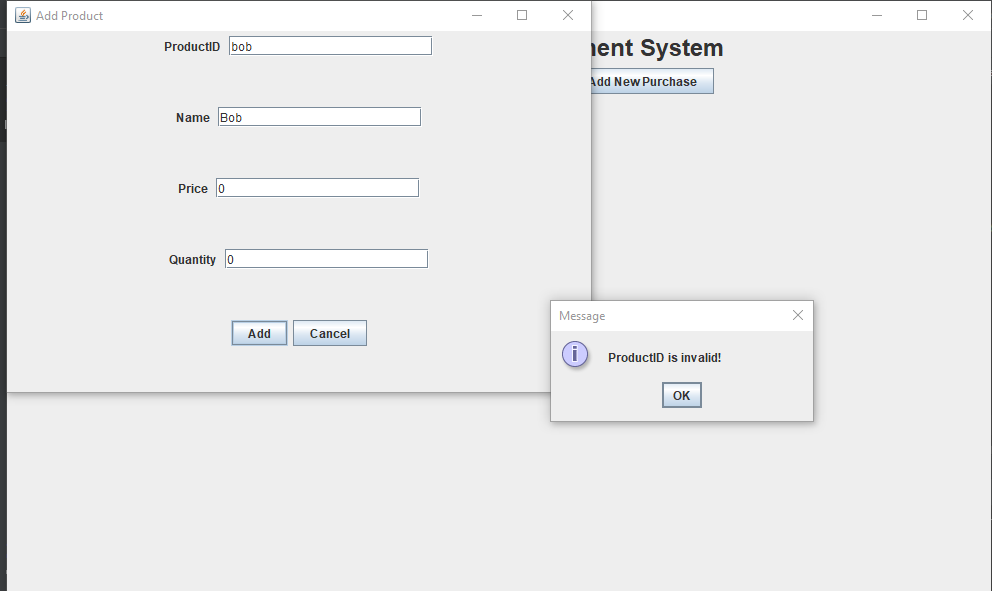 Add Product
ProductID bob
Name Bob
Price 0
Quantity 0
Add Cancel
ment System
Add New Purchase
Message
ProductID is invalid!
OK